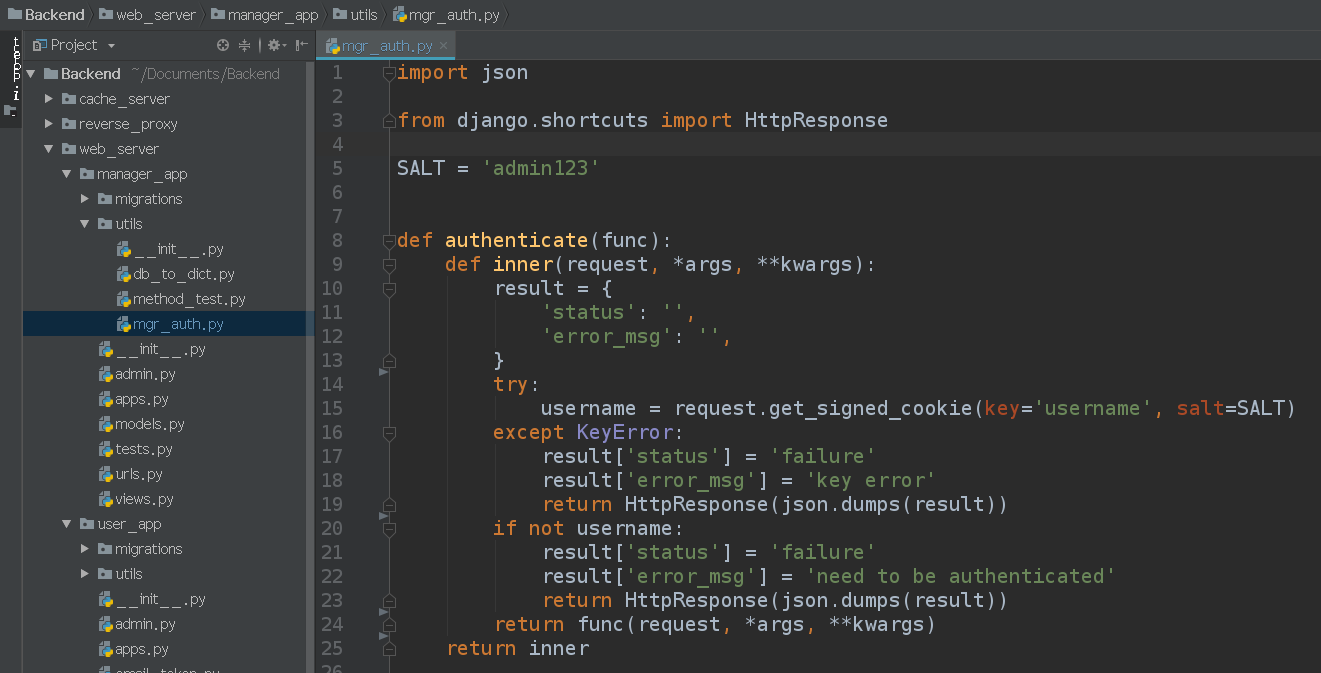 Backend web_server manager_app utils mgr_auth.py
Project
mgr_auth.py
Backend ~/Documents/Backend
cache_server
reverse_proxy
web_server
manager_app
migrations
utils
__init__.py
db_to_dict.py
method_test.py
mgr_auth.py
__init__.py
admin.py
apps.py
models.py
tests.py
urls.py
views.py
user_app
migrations
utils
__init__.py
admin.py
apps.py
1 import json
2
3 from django.shortcuts import HttpResponse
4
5 SALT = 'admin123'
6
7
8 def authenticate(func):
9     def inner(request, *args, **kwargs):
10         result = {
11             'status': '',
12             'error_msg': '',
13         }
14         try:
15             username = request.get_signed_cookie(key='username', salt=SALT)
16         except KeyError:
17             result['status'] = 'failure'
18             result['error_msg'] = 'key error'
19             return HttpResponse(json.dumps(result))
20         if not username:
21             result['status'] = 'failure'
22             result['error_msg'] = 'need to be authenticated'
23             return HttpResponse(json.dumps(result))
24         return func(request, *args, **kwargs)
25     return inner
26